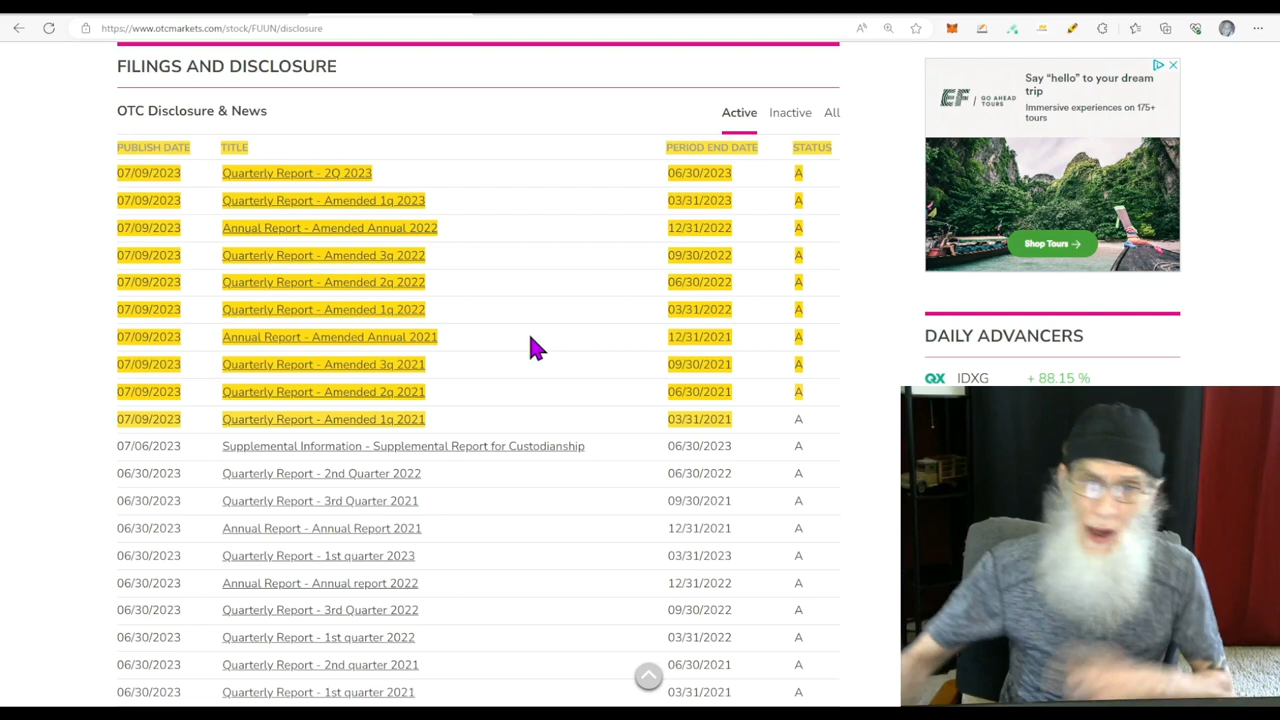 https://www.otcmarkets.com/stock/FUUN/disclosure
FILINGS AND DISCLOSURE
OTC Disclosure & News
Active Inactive All
PUBLISH DATE TITLE PERIOD END DATE STATUS
07/09/2023 Quarterly Report - 2Q 2023 06/30/2023 A
07/09/2023 Quarterly Report - Amended 1q 2023 03/31/2023 A
07/09/2023 Annual Report - Amended Annual 2022 12/31/2022 A
07/09/2023 Quarterly Report - Amended 3q 2022 09/30/2022 A
07/09/2023 Quarterly Report - Amended 2q 2022 06/30/2022 A
07/09/2023 Quarterly Report - Amended 1q 2022 03/31/2022 A
07/09/2023 Annual Report - Amended Annual 2021 12/31/2021 A
07/09/2023 Quarterly Report - Amended 3q 2021 09/30/2021 A
07/09/2023 Quarterly Report - Amended 2q 2021 06/30/2021 A
07/09/2023 Quarterly Report - Amended 1q 2021 03/31/2021 A
07/06/2023 Supplemental Information - Supplemental Report for Custodianship 06/30/2023 A
06/30/2023 Quarterly Report - 2nd Quarter 2022 06/30/2022 A
06/30/2023 Quarterly Report - 3rd Quarter 2021 09/30/2021 A
06/30/2023 Annual Report - Annual Report 2021 12/31/2021 A
06/30/2023 Quarterly Report - 1st quarter 2023 03/31/2023 A
06/30/2023 Annual Report - Annual report 2022 12/31/2022 A
06/30/2023 Quarterly Report - 3rd Quarter 2022 09/30/2022 A
06/30/2023 Quarterly Report - 1st quarter 2022 03/31/2022 A
06/30/2023 Quarterly Report - 2nd quarter 2021 06/30/2021 A
06/30/2023 Quarterly Report - 1st quarter 2021 03/31/2021 A
EF GO AHEAD
TOURS
Say “hello” to your dream
trip
Immersive experiences on 175+
tours
Shop Tours →
DAILY ADVANCERS
QX IDXG + 88.15 %